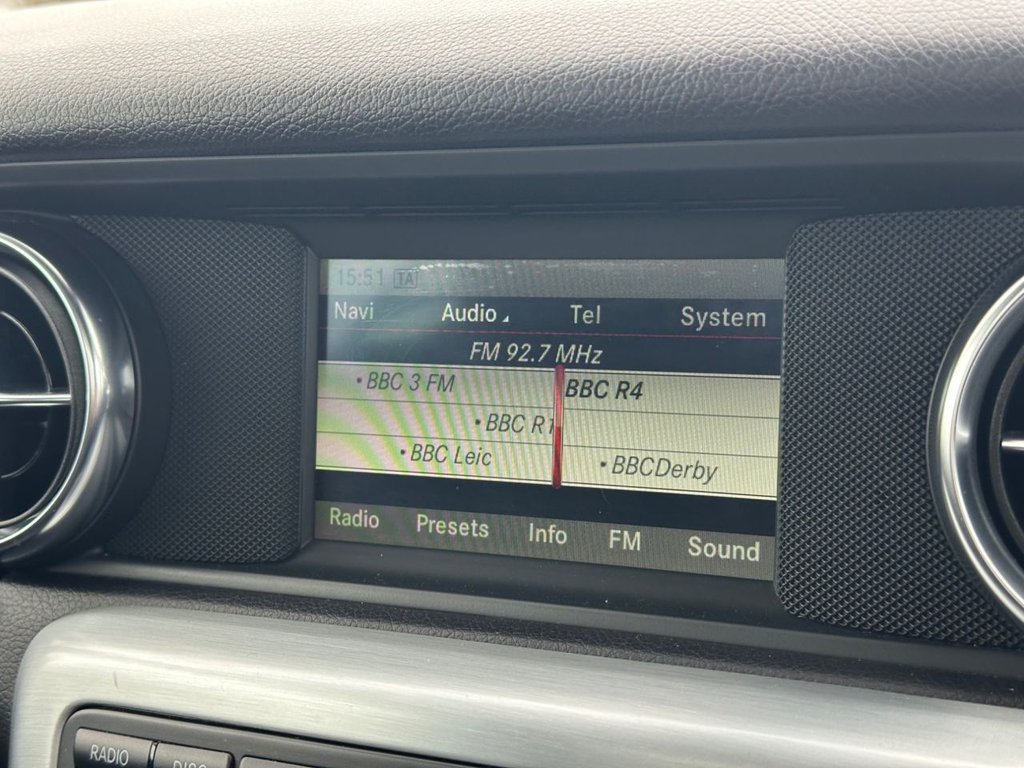 15:51 TA
Navi Audio Tel System
FM 92.7 MHz
• BBC 3 FM BBC R4
• BBC R1
• BBC Leic • BBCDerby
Radio Presets Info FM Sound
RADIO DISC